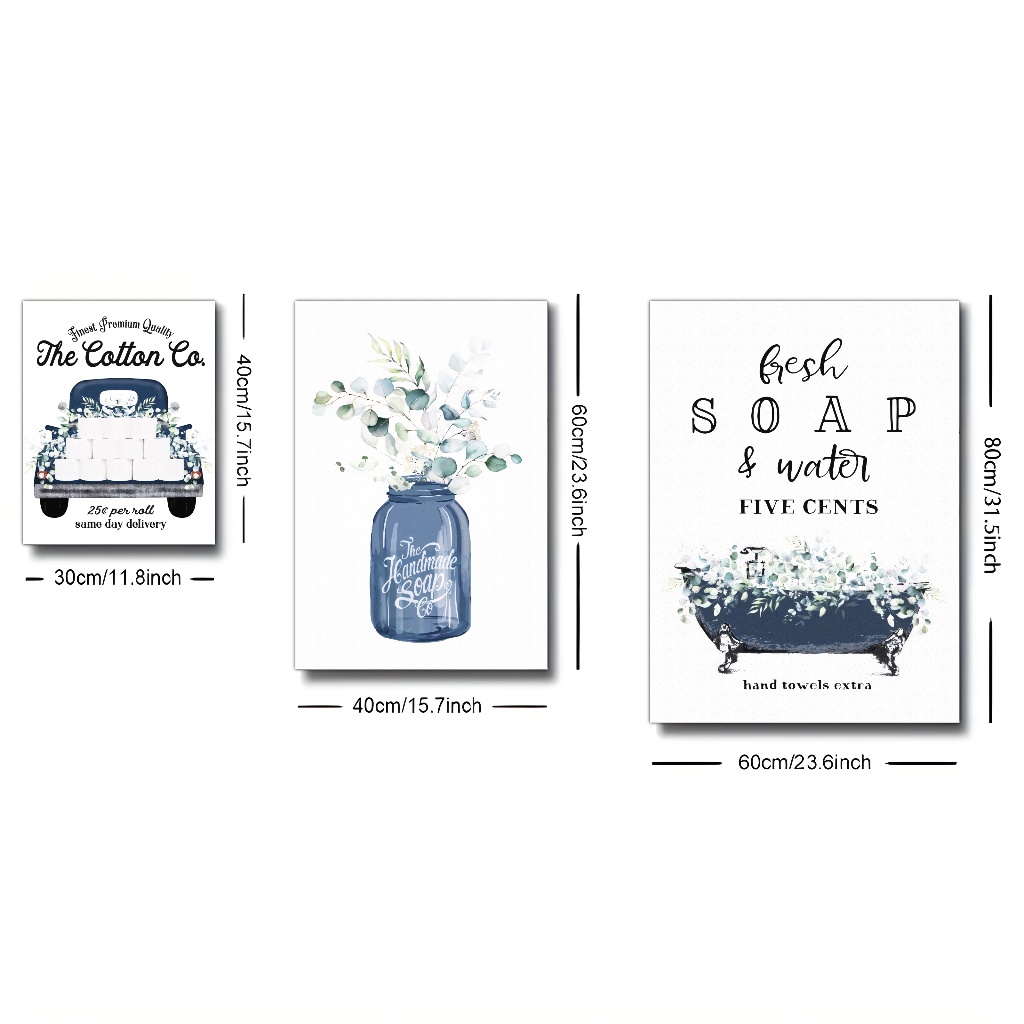 Finest Premium Quality
The Cotton Co.
25¢ per roll
same day delivery
40cm/15.7inch
30cm/11.8inch
The
Handmade
Soap
Co
60cm/23.6inch
40cm/15.7inch
fresh
SOAP
& water
FIVE CENTS
hand towels extra
80cm/31.5inch
60cm/23.6inch